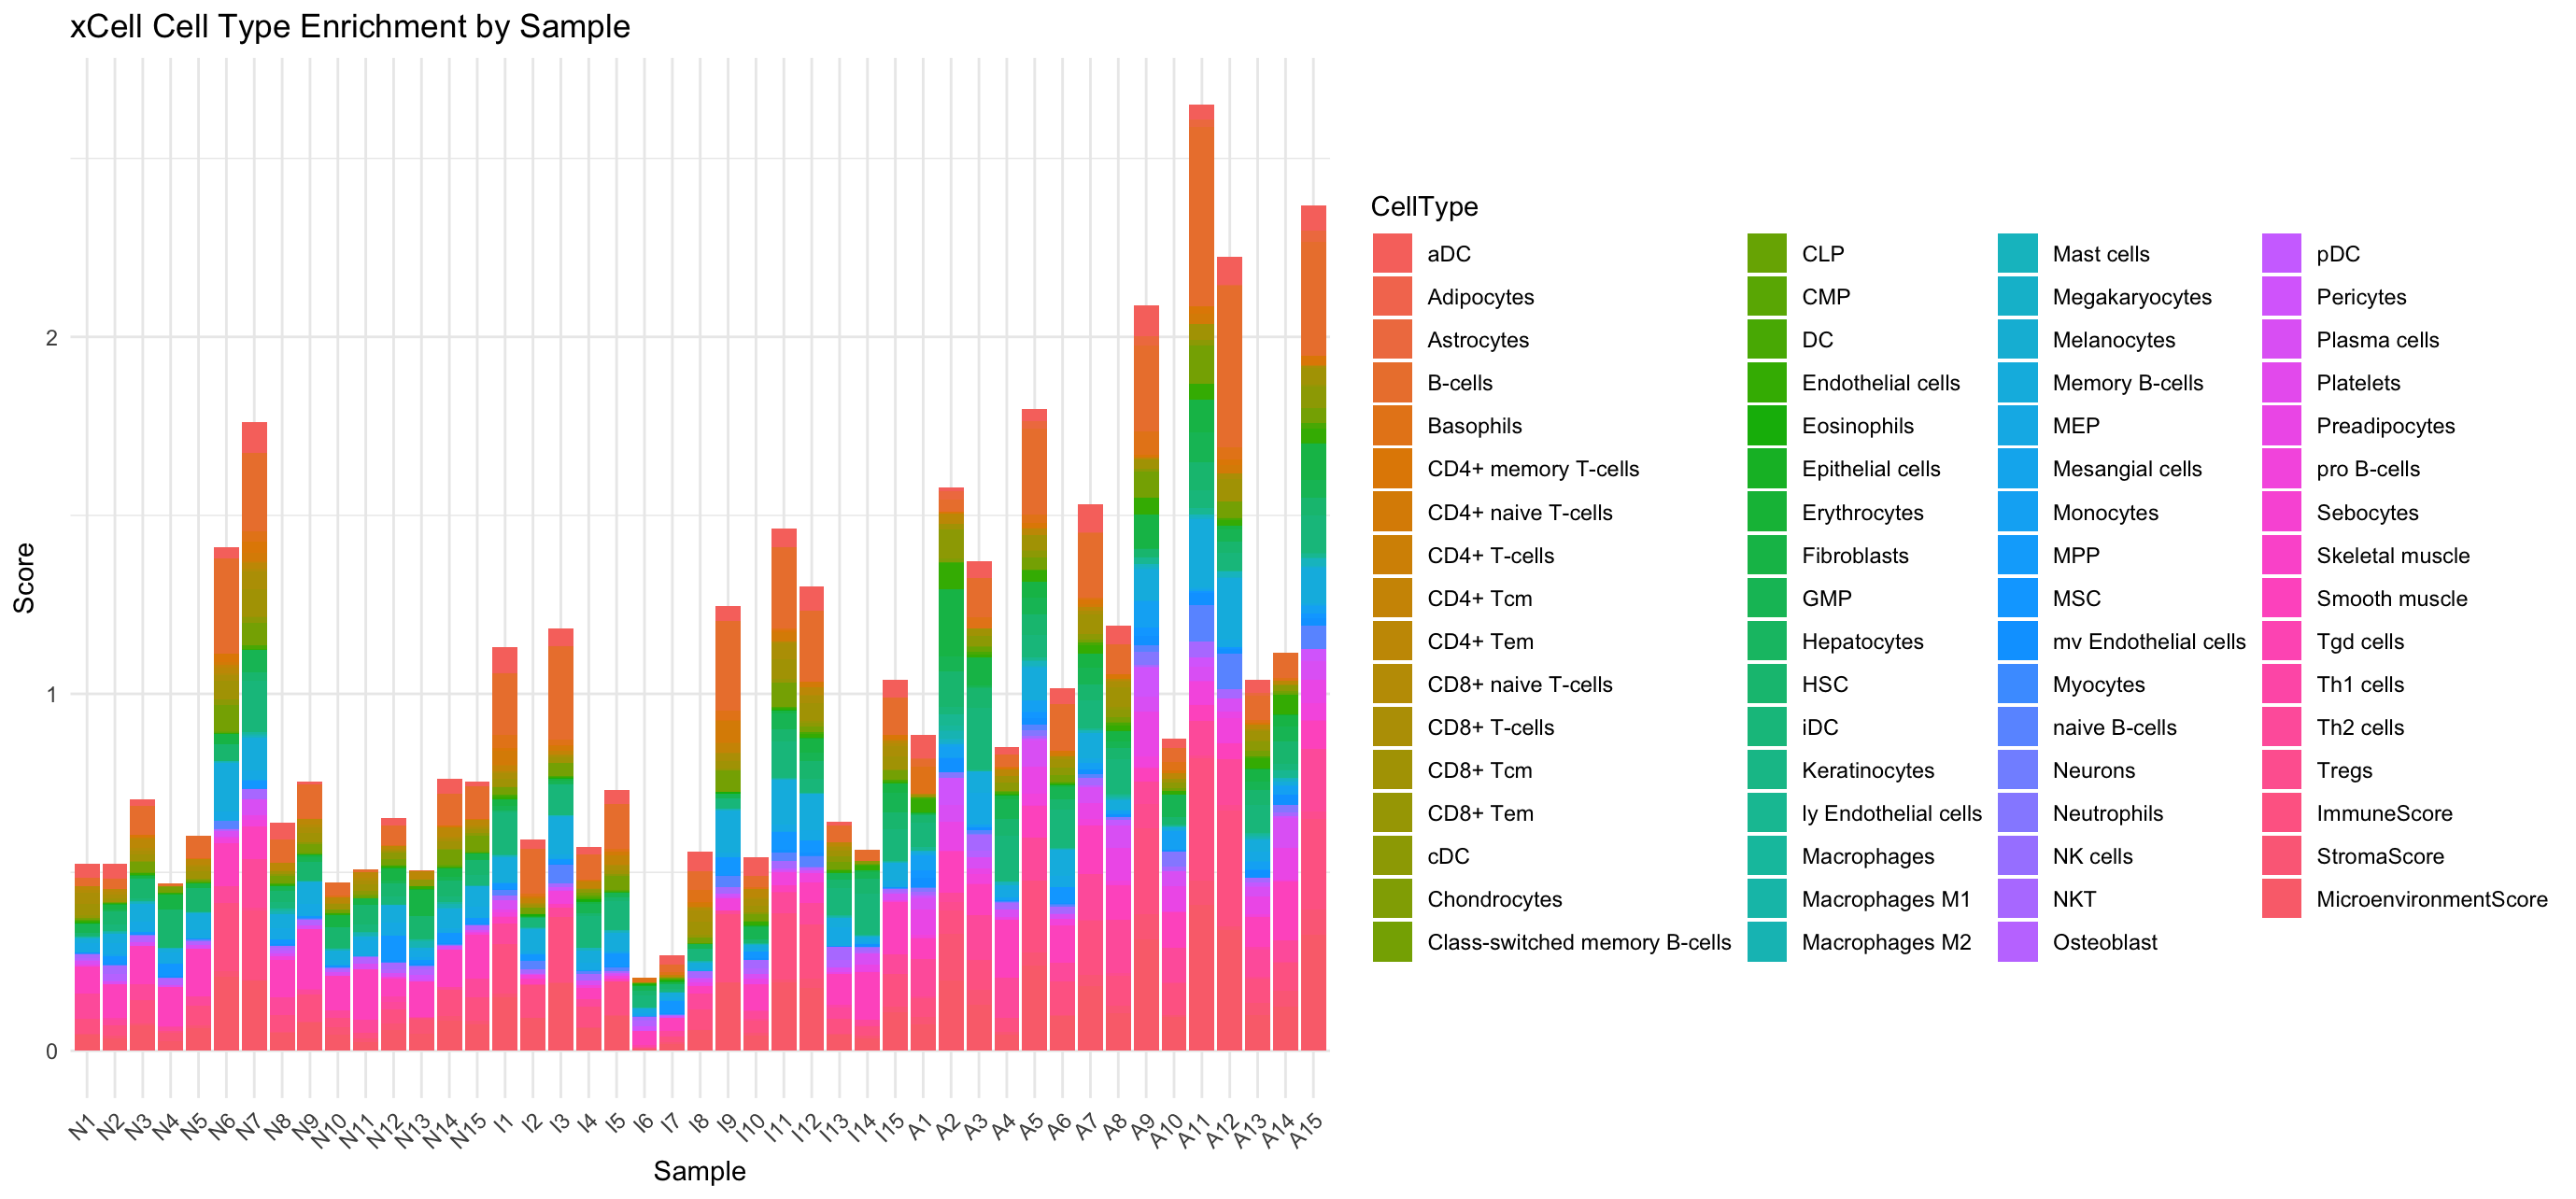 xCell Cell Type Enrichment by Sample
Score
2
1
0
N1 N2 N3 N4 N5 N6 N7 N8 N9 N10 N11 N12 N13 N14 N15 I1 I2 I3 I4 I5 I6 I7 I8 I9 I10 I11 I12 I13 I14 I15 A1 A2 A3 A4 A5 A6 A7 A8 A9 A10 A11 A12 A13 A14 A15
Sample
CellType
aDC
Adipocytes
Astrocytes
B-cells
Basophils
CD4+ memory T-cells
CD4+ naive T-cells
CD4+ T-cells
CD4+ Tcm
CD4+ Tem
CD8+ naive T-cells
CD8+ T-cells
CD8+ Tcm
CD8+ Tem
cDC
Chondrocytes
Class-switched memory B-cells
CLP
CMP
DC
Endothelial cells
Eosinophils
Epithelial cells
Erythrocytes
Fibroblasts
GMP
Hepatocytes
HSC
iDC
Keratinocytes
ly Endothelial cells
Macrophages
Macrophages M1
Macrophages M2
Mast cells
Megakaryocytes
Melanocytes
Memory B-cells
MEP
Mesangial cells
Monocytes
MPP
MSC
mv Endothelial cells
Myocytes
naive B-cells
Neurons
Neutrophils
NK cells
NKT
Osteoblast
pDC
Pericytes
Plasma cells
Platelets
Preadipocytes
pro B-cells
Sebocytes
Skeletal muscle
Smooth muscle
Tgd cells
Th1 cells
Th2 cells
Tregs
ImmuneScore
StromaScore
MicroenvironmentScore